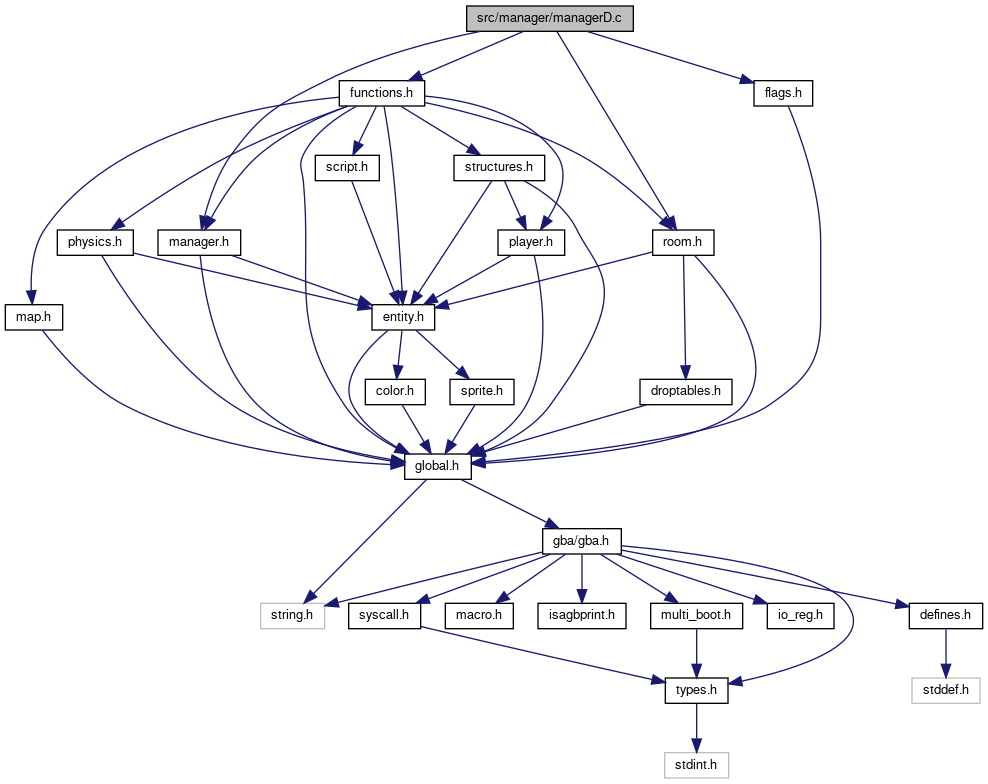 src/manager/managerD.c
functions.h
flags.h
script.h
structures.h
physics.h
manager.h
player.h
room.h
map.h
entity.h
color.h
sprite.h
droptables.h
global.h
gba/gba.h
string.h
syscall.h
macro.h
isagbprint.h
multi_boot.h
io_reg.h
defines.h
types.h
stddef.h
stdint.h